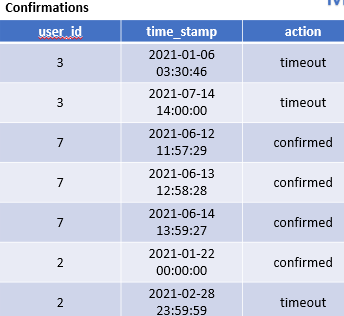 Confirmations
user_id time_stamp action
3 2021-01-06 03:30:46 timeout
3 2021-07-14 14:00:00 timeout
7 2021-06-12 11:57:29 confirmed
7 2021-06-13 12:58:28 confirmed
7 2021-06-14 13:59:27 confirmed
2 2021-01-22 00:00:00 confirmed
2 2021-02-28 23:59:59 timeout